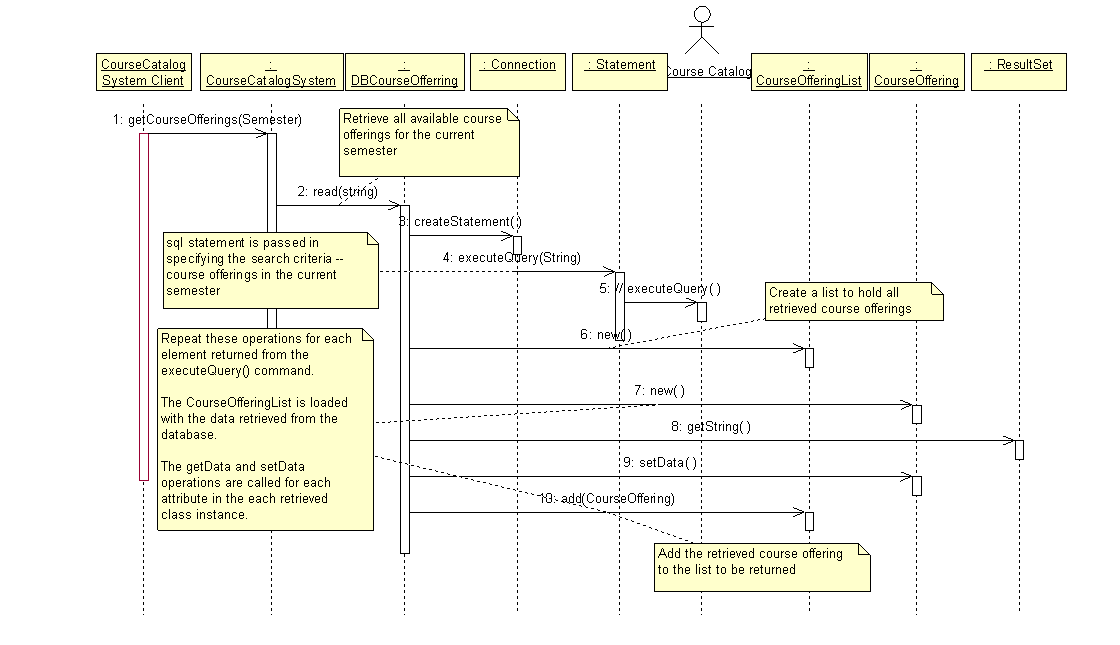 CourseCatalog
System Client
:
CourseCatalogSystem
:
DBCourseOfferring
: Connection
: Statement
Course Catalog
:
CourseOfferingList
:
CourseOffering
: ResultSet
1: getCourseOfferings(Semester)
Retrieve all available course
offerings for the current
semester
2: read(string)
3: createStatement( )
sql statement is passed in
specifying the search criteria --
course offerings in the current
semester
4: executeQuery(String)
5: // executeQuery( )
Create a list to hold all
retrieved course offerings
6: new( )
Repeat these operations for each
element returned from the
executeQuery() command.
The CourseOfferingList is loaded
with the data retrieved from the
database.
The getData and setData
operations are called for each
attribute in the each retrieved
class instance.
7: new( )
8: getString( )
9: setData( )
10: add(CourseOffering)
Add the retrieved course offering
to the list to be returned